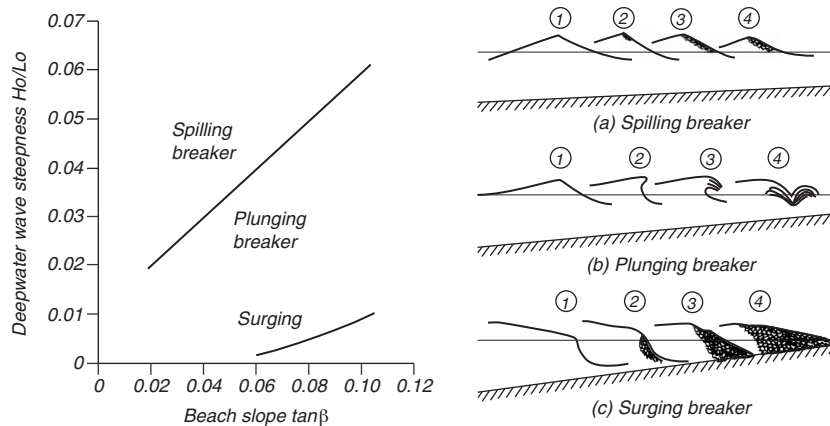 Deepwater wave steepness Ho/Lo
0.07
0.06
0.05
0.04
0.03
0.02
0.01
0
Spilling
breaker
Plunging
breaker
Surging
0
0.02
0.04
0.06
0.08
0.10
0.12
Beach slope tanβ
1 2 3 4
(a) Spilling breaker
1 2 3 4
(b) Plunging breaker
1 2 3 4
(c) Surging breaker